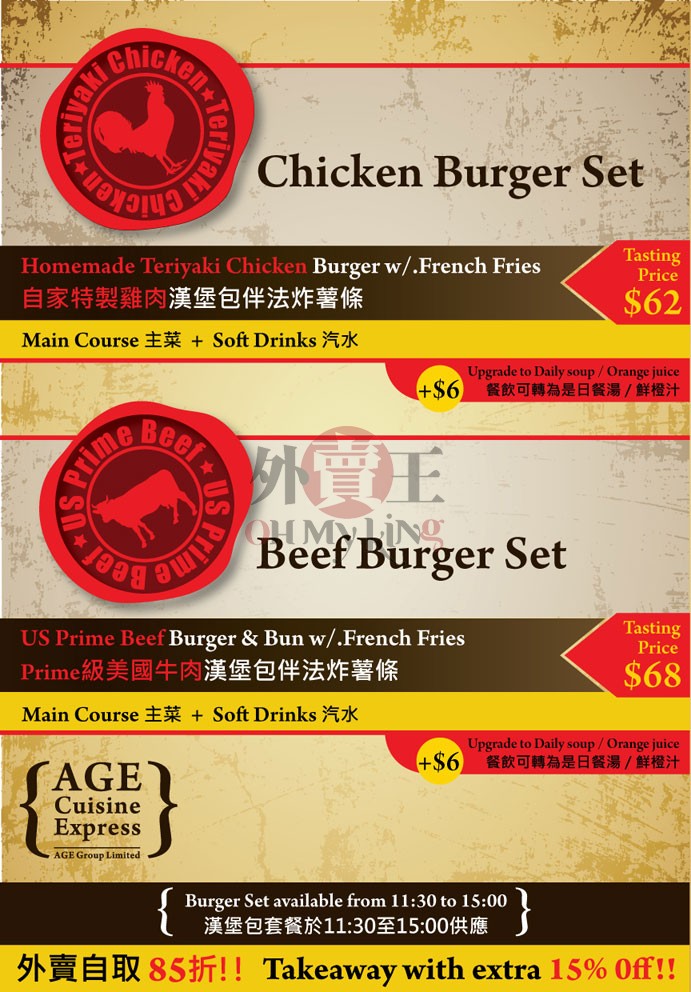 Teriyaki Chicken★Teriyaki Chicken★
Chicken Burger Set
Homemade Teriyaki Chicken Burger w/.French Fries
自家特製雞肉漢堡包伴法炸薯條
Tasting
Price
$62
Main Course 主菜 + Soft Drinks 汽水
+$6
Upgrade to Daily soup / Orange juice
餐飲可轉為是日餐湯 / 鮮橙汁
US Prime Beef★US Prime Beef★
外賣王
OH My Ling
Beef Burger Set
US Prime Beef Burger & Bun w/.French Fries
Prime級美國牛肉漢堡包伴法炸薯條
Tasting
Price
$68
Main Course 主菜 + Soft Drinks 汽水
+$6
Upgrade to Daily soup / Orange juice
餐飲可轉為是日餐湯 / 鮮橙汁
{AGE
Cuisine
Express}
AGE Group Limited
{ Burger Set available from 11:30 to 15:00 }
漢堡包套餐於11:30至15:00供應
外賣自取 85折!! Takeaway with extra 15% Off!!